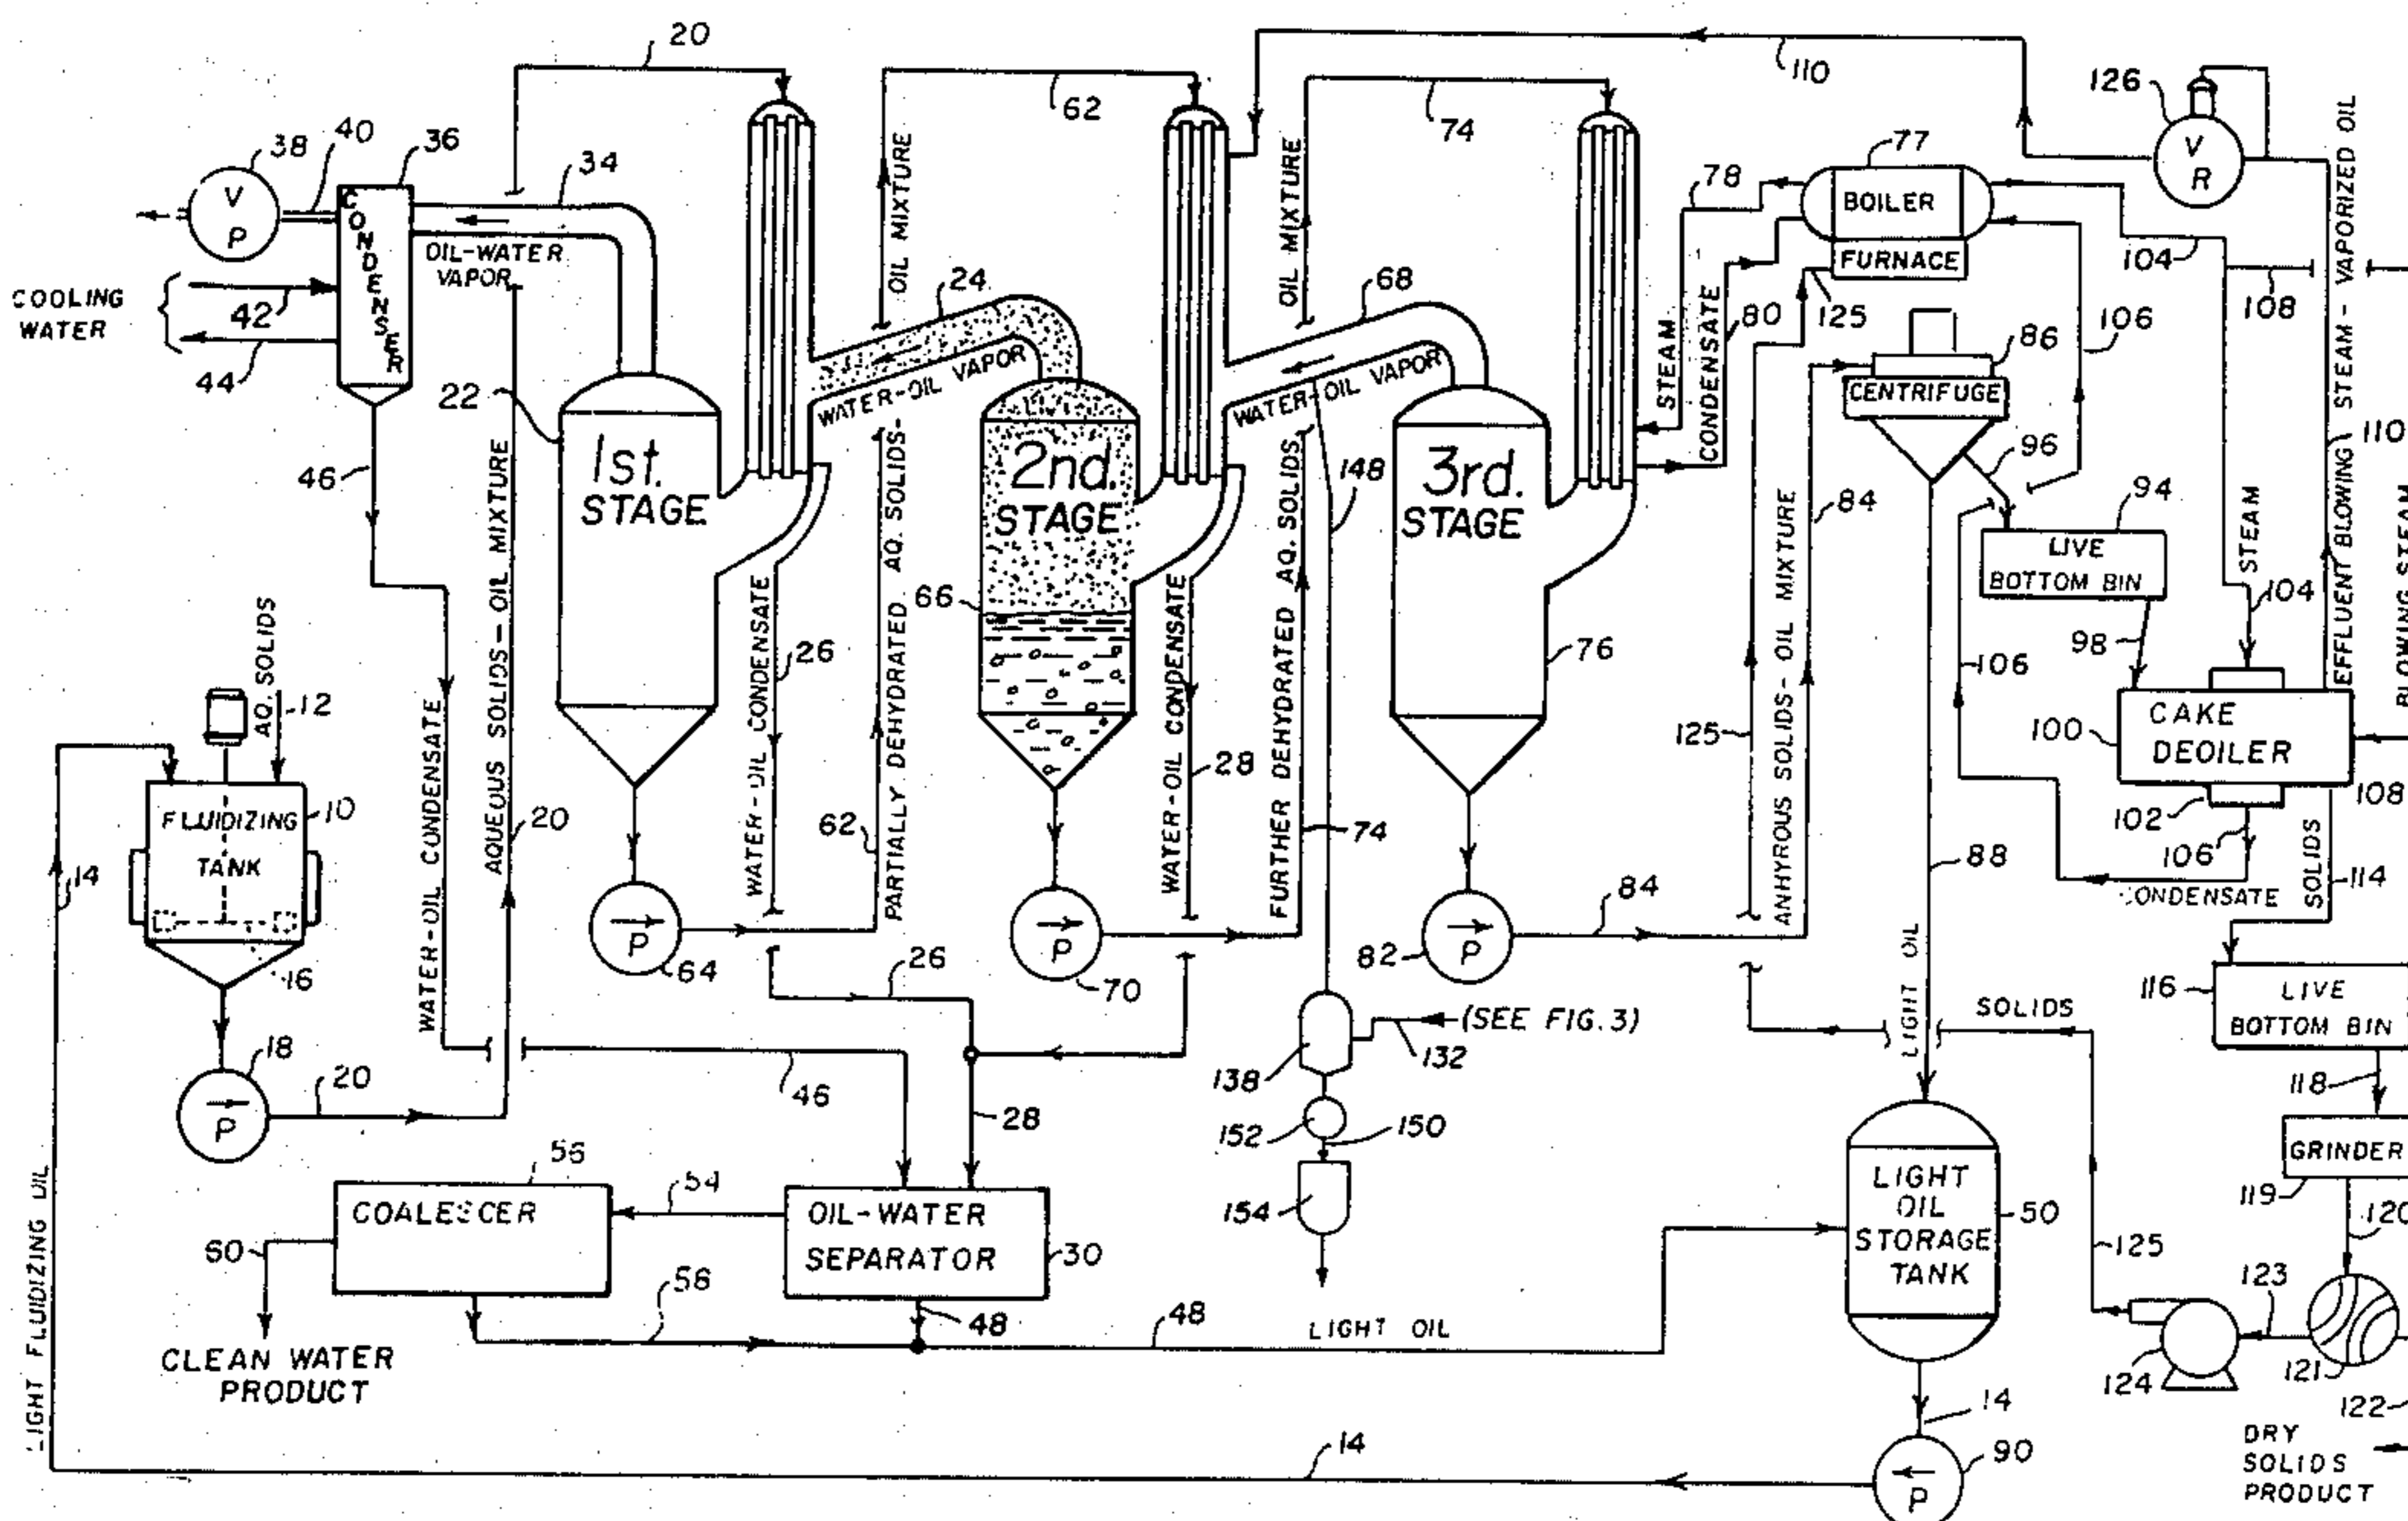 20
62
110
74
126
V
R
38
V
P
40
36
CONDENSER
34
OIL-WATER
VAPOR
COOLING
WATER
42
44
46
22
1st.
STAGE
OIL MIXTURE
24
WATER-OIL VAPOR
66
2nd.
STAGE
OIL MIXTURE
68
WATER-OIL VAPOR
148
3rd.
STAGE
76
78
77
BOILER
FURNACE
STEAM
CONDENSATE
80
125
104
108
106
86
CENTRIFUGE
96
94
LIVE
BOTTOM BIN
98
STEAM
104
EFFLUENT BLOWING STEAM - VAPORIZED OIL
110
BLOWING STEAM
100
CAKE
DEOILER
102
108
106
106
CONDENSATE
SOLIDS
114
AQ. SOLIDS
12
FLUIDIZING
TANK
10
16
14
LIGHT FLUIDIZING OIL
WATER-OIL CONDENSATE
AQUEOUS SOLIDS-OIL MIXTURE
20
18
P
20
WATER-OIL CONDENSATE
26
62
PARTIALLY DEHYDRATED AQ. SOLIDS-
64
P
26
WATER-OIL CONDENSATE
28
FURTHER DEHYDRATED AQ. SOLIDS
74
70
P
82
P
84
125
ANHYROUS SOLIDS-OIL MIXTURE
84
88
LIGHT OIL
SOLIDS
116
LIVE
BOTTOM BIN
118
GRINDER
119
120
121
122
123
124
125
DRY
SOLIDS
PRODUCT
46
28
(SEE FIG. 3)
132
138
152
150
154
56
COALESCER
54
OIL-WATER
SEPARATOR
30
60
CLEAN WATER
PRODUCT
56
48
48
LIGHT OIL
LIGHT
OIL
STORAGE
TANK
50
14
90
P
14